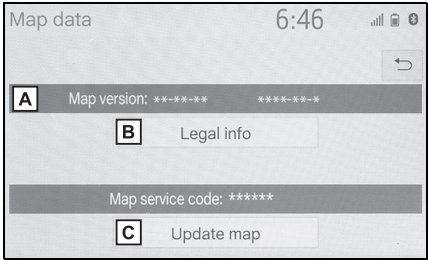 Map data 6:46
A Map version: **-**-** ****-**-*
B Legal info
Map service code: ******
C Update map